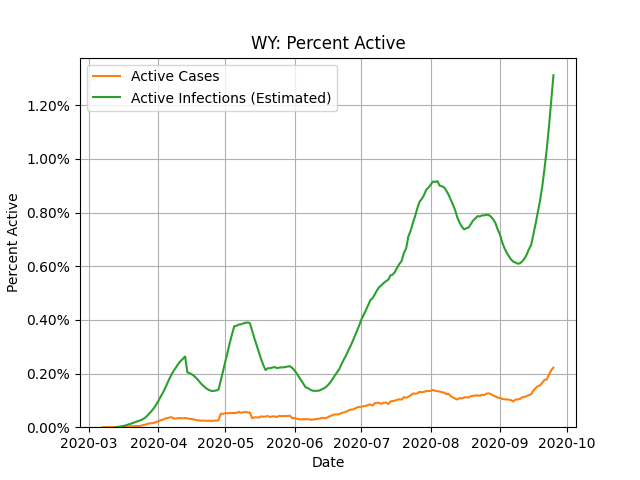 WY: Percent Active
Active Cases
Active Infections (Estimated)
Percent Active
1.20%
1.00%
0.80%
0.60%
0.40%
0.20%
0.00%
2020-03 2020-04 2020-05 2020-06 2020-07 2020-08 2020-09 2020-10
Date